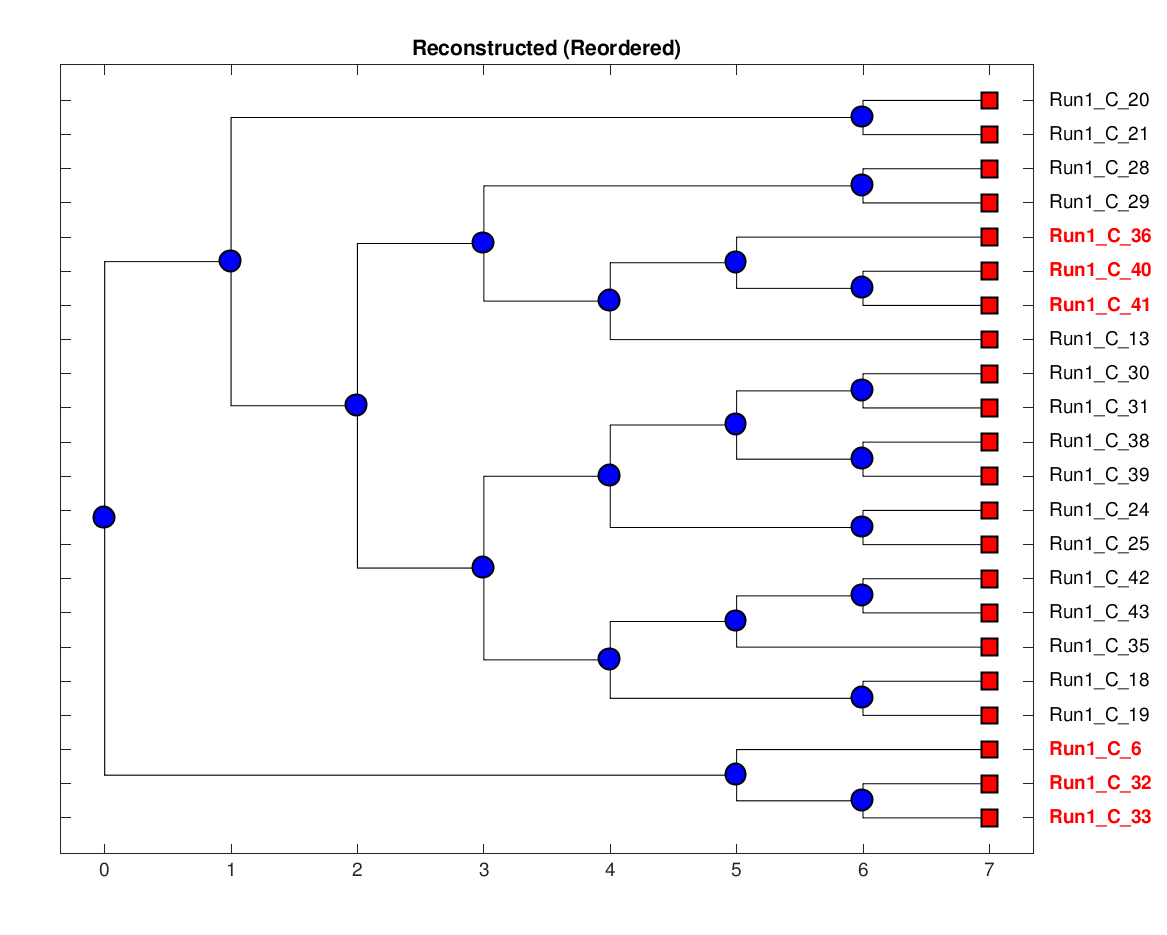 Reconstructed (Reordered)
Run1_C_20
Run1_C_21
Run1_C_28
Run1_C_29
Run1_C_36
Run1_C_40
Run1_C_41
Run1_C_13
Run1_C_30
Run1_C_31
Run1_C_38
Run1_C_39
Run1_C_24
Run1_C_25
Run1_C_42
Run1_C_43
Run1_C_35
Run1_C_18
Run1_C_19
Run1_C_6
Run1_C_32
Run1_C_33
0 1 2 3 4 5 6 7